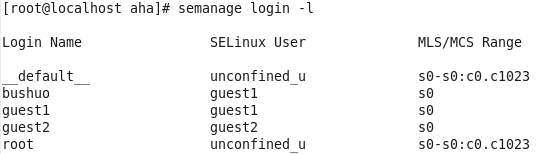 [root@localhost aha]# semanage login -l
Login Name SELinux User MLS/MCS Range
__default__ unconfined_u s0-s0:c0.c1023
bushuo guest1 s0
guest1 guest1 s0
guest2 guest2 s0
root unconfined_u s0-s0:c0.c1023